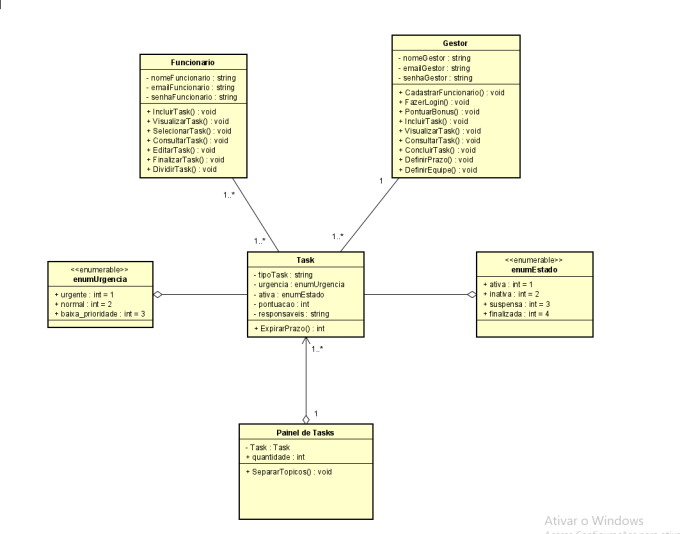 Gestor
- nomeGestor : string
- emailGestor : string
- senhaGestor : string
+ CadastrarFuncionario() : void
+ FazerLogin() : void
+ PontuarBonus() : void
+ IncluirTask() : void
+ VisualizarTask() : void
+ ConsultarTask() : void
+ ConcluirTask() : void
+ DefinirPrazo() : void
+ DefinirEquipe() : void
Funcionario
- nomeFuncionario : string
- emailFuncionario : string
- senhaFuncionario : string
+ IncluirTask() : void
+ VisualizarTask() : void
+ SelecionarTask() : void
+ ConsultarTask() : void
+ EditarTask() : void
+ FinalizarTask() : void
+ DividirTask() : void
1
1..*
1..*
1..*
<<enumerable>>
enumUrgencia
+ urgente : int = 1
+ normal : int = 2
+ baixa_prioridade : int = 3
Task
- tipoTask : string
- urgencia : enumUrgencia
- ativa : enumEstado
- pontuacao : int
- responsaveis : string
+ ExpirarPrazo() : int
<<enumerable>>
enumEstado
+ ativa : int = 1
+ inativa : int = 2
+ suspensa : int = 3
+ finalizada : int = 4
1..*
1
Painel de Tasks
- Task : Task
+ quantidade : int
+ SepararTopicos() : void
Ativar o Windows